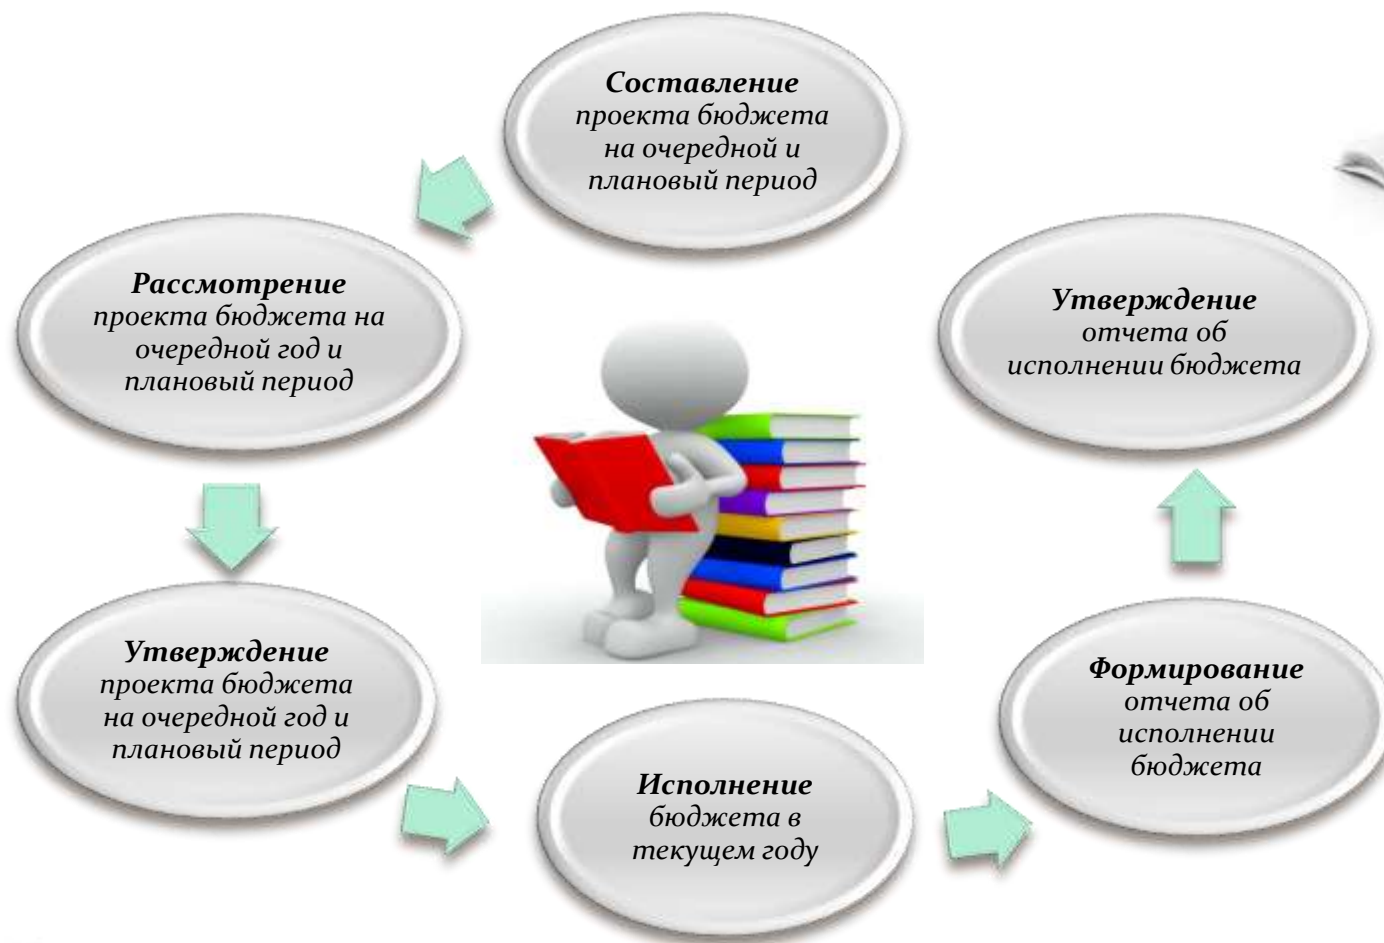 Составление
проекта бюджета
на очередной и
плановый период
Рассмотрение
проекта бюджета на
очередной год и
плановый период
Утверждение
проекта бюджета
на очередной год и
плановый период
Исполнение
бюджета в
текущем году
Формирование
отчета об
исполнении
бюджета
Утверждение
отчета об
исполнении бюджета